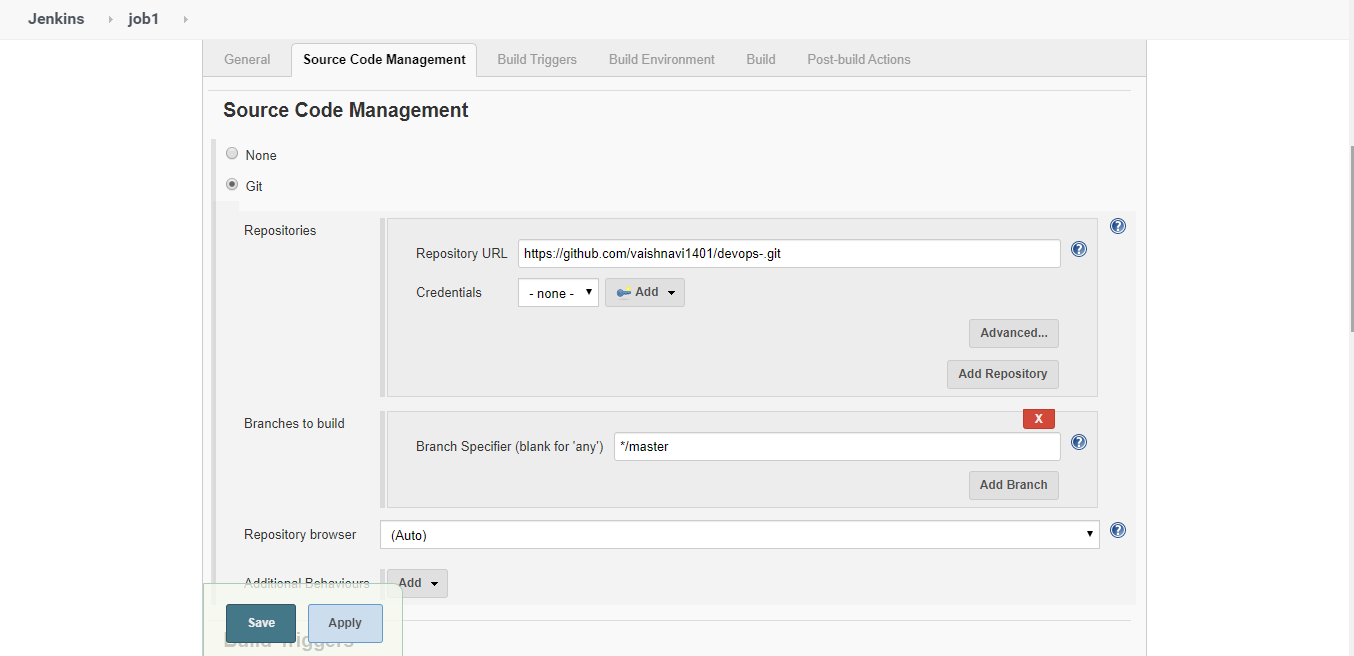 Jenkins job1
General Source Code Management Build Triggers Build Environment Build Post-build Actions
Source Code Management
None
Git
Repositories
Repository URL https://github.com/vaishnavi1401/devops-.git
Credentials - none - Add
Advanced...
Add Repository
Branches to build
X
Branch Specifier (blank for 'any') */master
Add Branch
Repository browser (Auto)
Additional Behaviours Add
Save Apply
Build Triggers